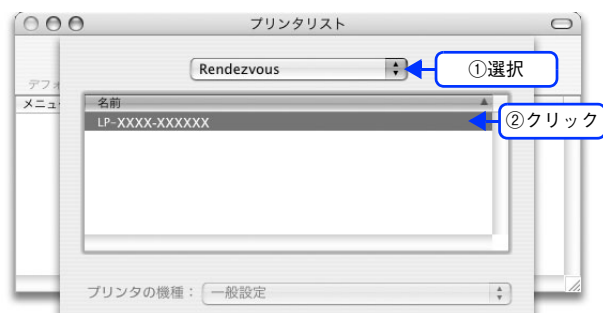 プリンタリスト
Rendezvous
①選択
デフォ
メニュー
名前
LP-XXXX-XXXXXX
②クリック
プリンタの機種：
一般設定